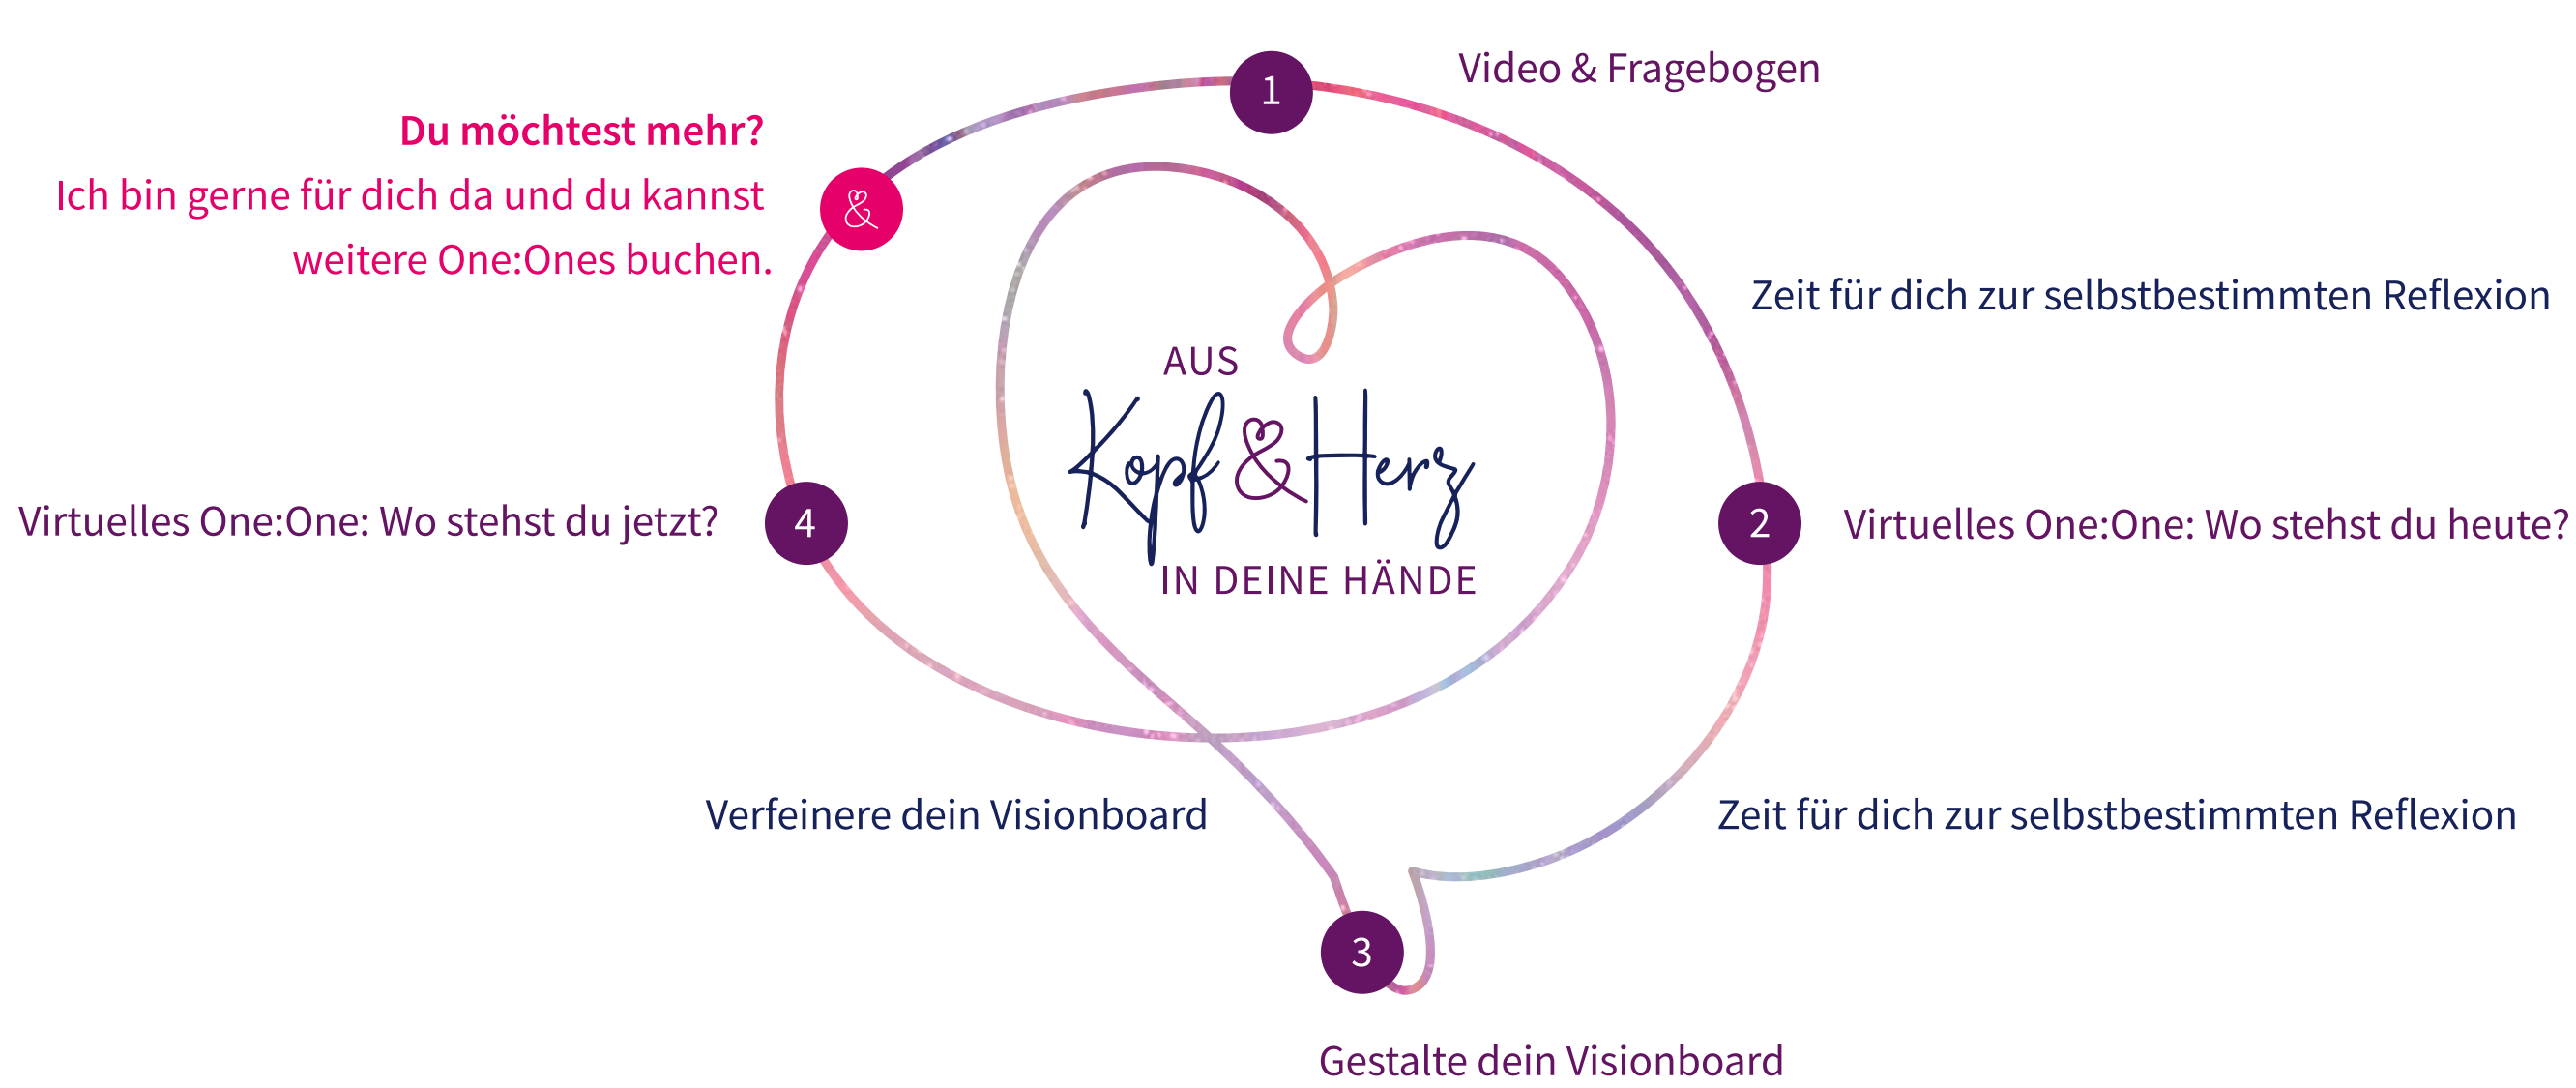 1
Video & Fragebogen
Zeit für dich zur selbstbestimmten Reflexion
2
Virtuelles One:One: Wo stehst du heute?
Zeit für dich zur selbstbestimmten Reflexion
3
Gestalte dein Visionboard
Verfeinere dein Visionboard
4
Virtuelles One:One: Wo stehst du jetzt?
&
Du möchtest mehr?
Ich bin gerne für dich da und du kannst
weitere One:Ones buchen.
AUS
Kopf & Herz
IN DEINE HÄNDE